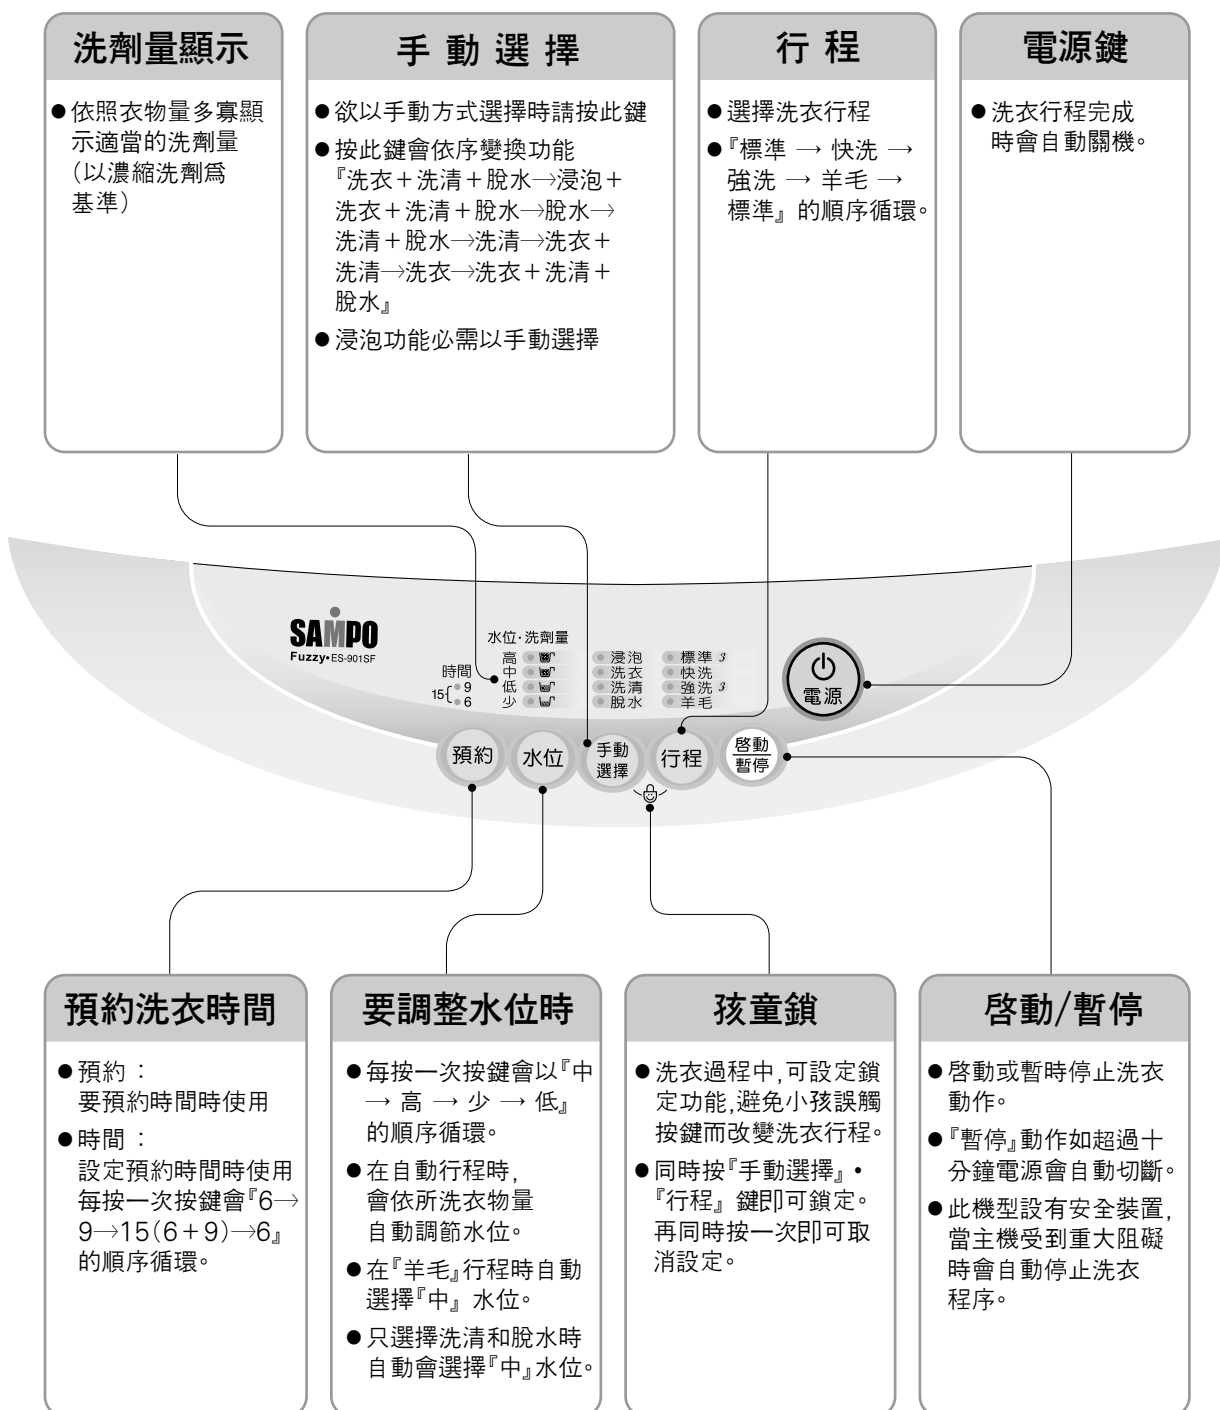 洗劑量顯示
●依照衣物量多寡顯
示適當的洗劑量
(以濃縮洗劑爲
基準)
手動選擇
●欲以手動方式選擇時請按此鍵
●按此鍵會依序變換功能
『洗衣+洗清+脫水→浸泡+
洗衣+洗清+脫水→脫水→
洗清+脫水→洗清→洗衣+
洗清→洗衣→洗衣+洗清+
脫水』
●浸泡功能必需以手動選擇
行程
●選擇洗衣行程
●『標準 → 快洗 →
強洗 → 羊毛 →
標準』的順序循環。
電源鍵
●洗衣行程完成
時會自動關機。
SAMPO
Fuzzy•ES-901SF
時間
15{
9
6
水位·洗劑量
高
中
低
少
浸泡
洗衣
洗清
脫水
標準 3
快洗
強洗 3
羊毛
電源
預約
水位
手動
選擇
行程
啓動
暫停
預約洗衣時間
●預約:
要預約時間時使用
●時間:
設定預約時間時使用
每按一次按鍵會『6→
9→15(6+9)→6』
的順序循環。
要調整水位時
●每按一次按鍵會以『中
→ 高 → 少 → 低』
的順序循環。
●在自動行程時,
會依所洗衣物量
自動調節水位。
●在『羊毛』行程時自動
選擇『中』水位。
●只選擇洗清和脫水時
自動會選擇『中』水位。
孩童鎖
●洗衣過程中,可設定鎖
定功能,避免小孩誤觸
按鍵而改變洗衣行程。
●同時按『手動選擇』•
『行程』鍵即可鎖定。
再同時按一次即可取
消設定。
啓動/暫停
●啓動或暫時停止洗衣
動作。
●『暫停』動作如超過十
分鐘電源會自動切斷。
●此機型設有安全裝置,
當主機受到重大阻礙
時會自動停止洗衣
程序。